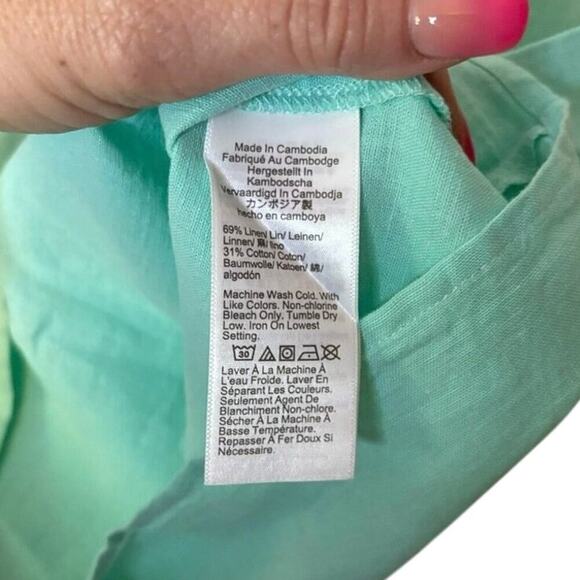 Made In Cambodia
Fabriqué Au Cambodge
Hergestellt In
Kambodscha
Vervaardigd In Cambodja
カンボジア製
hecho en camboya
69% Linen/ Lin/ Leinen/
Linnen/ 麻/ lino
31% Cotton/ Coton/
Baumwolle/ Katoen/ 綿/
algodón
Machine Wash Cold. With
Like Colors. Non-chlorine
Bleach Only. Tumble Dry
Low. Iron On Lowest
Setting.
30
Laver À La Machine À
L'eau Froide. Laver En
Séparant Les Couleurs.
Seulement Agent De
Blanchiment Non-chlore.
Sécher À La Machine À
Basse Température.
Repasser À Fer Doux Si
Nécessaire.